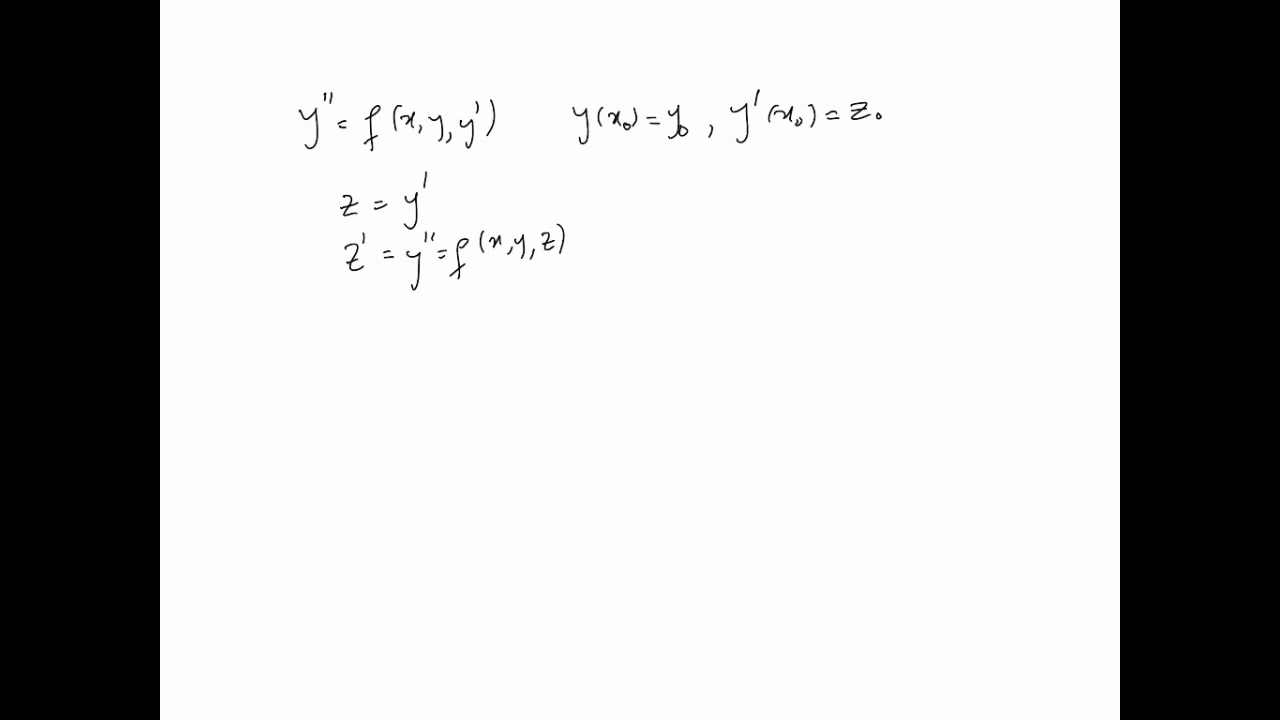 y'' = f(x, y, y') y(x₀) = y₀ , y'(x₀) = z₀
z = y'
z' = y'' = f(x, y, z)